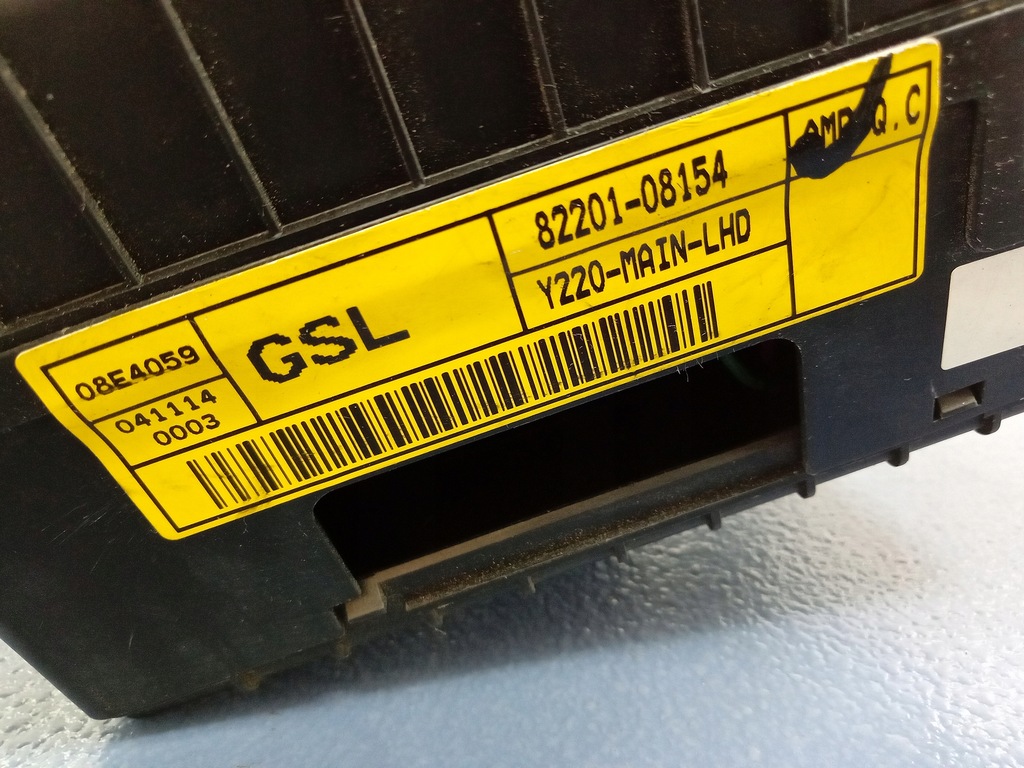 08E4059
041114
0003
GSL
82201-08154
Y220-MAIN-LHD
Q.C